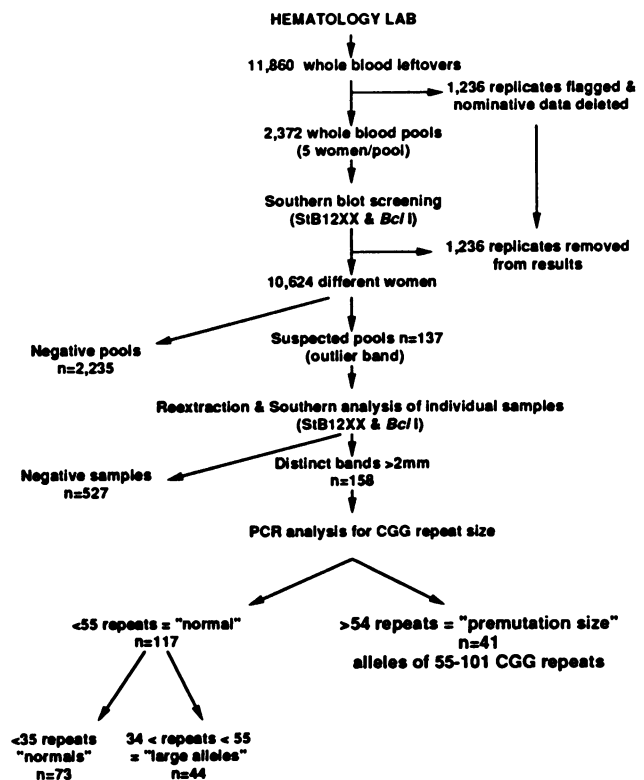 HEMATOLOGY LAB
11,860 whole blood leftovers
1,236 replicates flagged &
nominative data deleted
2,372 whole blood pools
(5 women/pool)
Southern blot screening
(StB12XX & Bcl I)
1,236 replicates removed
from results
10,624 different women
Negative pools
n=2,235
Suspected pools n=137
(outlier band)
Reextraction & Southern analysis of individual samples
(StB12XX & Bcl I)
Negative samples
n=527
Distinct bands >2mm
n=158
PCR analysis for CGG repeat size
<55 repeats = "normal"
n=117
>54 repeats = "premutation size"
n=41
alleles of 55-101 CGG repeats
<35 repeats
"normals"
n=73
34 < repeats < 55
= "large alleles"
n=44